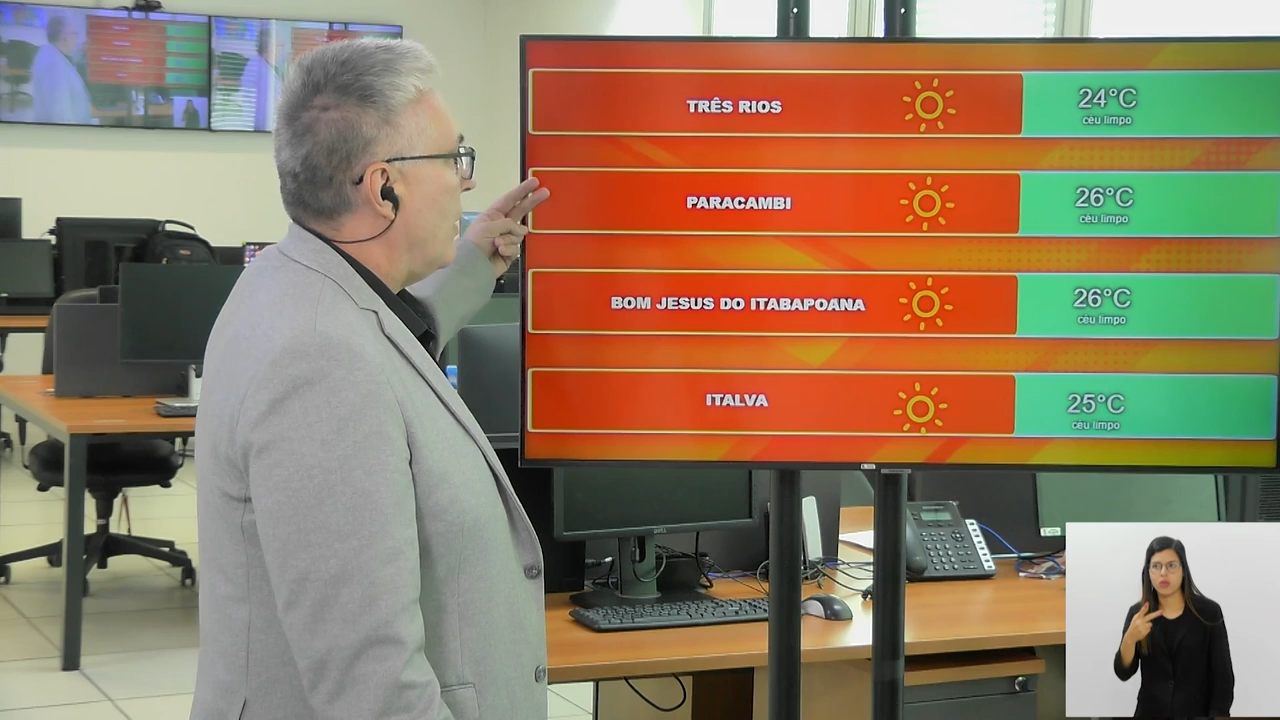 TRÊS RIOS
24°C
céu limpo
PARACAMBI
26°C
céu limpo
BOM JESUS DO ITABAPOANA
26°C
céu limpo
ITALVA
25°C
céu limpo